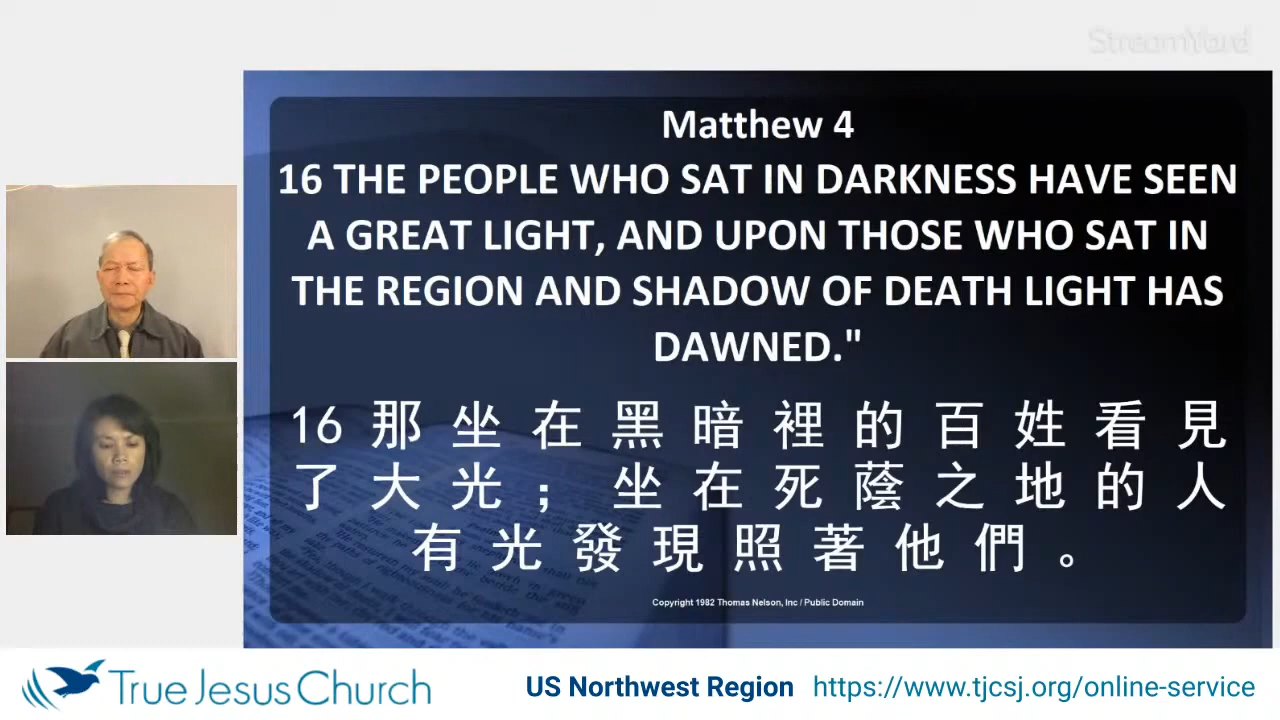 StreamYard
Matthew 4
16 THE PEOPLE WHO SAT IN DARKNESS HAVE SEEN
A GREAT LIGHT, AND UPON THOSE WHO SAT IN
THE REGION AND SHADOW OF DEATH LIGHT HAS
DAWNED."
16 那坐在黑暗裡的百姓看見
了大光；坐在死蔭之地的人
有光發現照著他們。
Copyright 1982 Thomas Nelson, Inc / Public Domain
True Jesus Church
US Northwest Region https://www.tjcsj.org/online-service